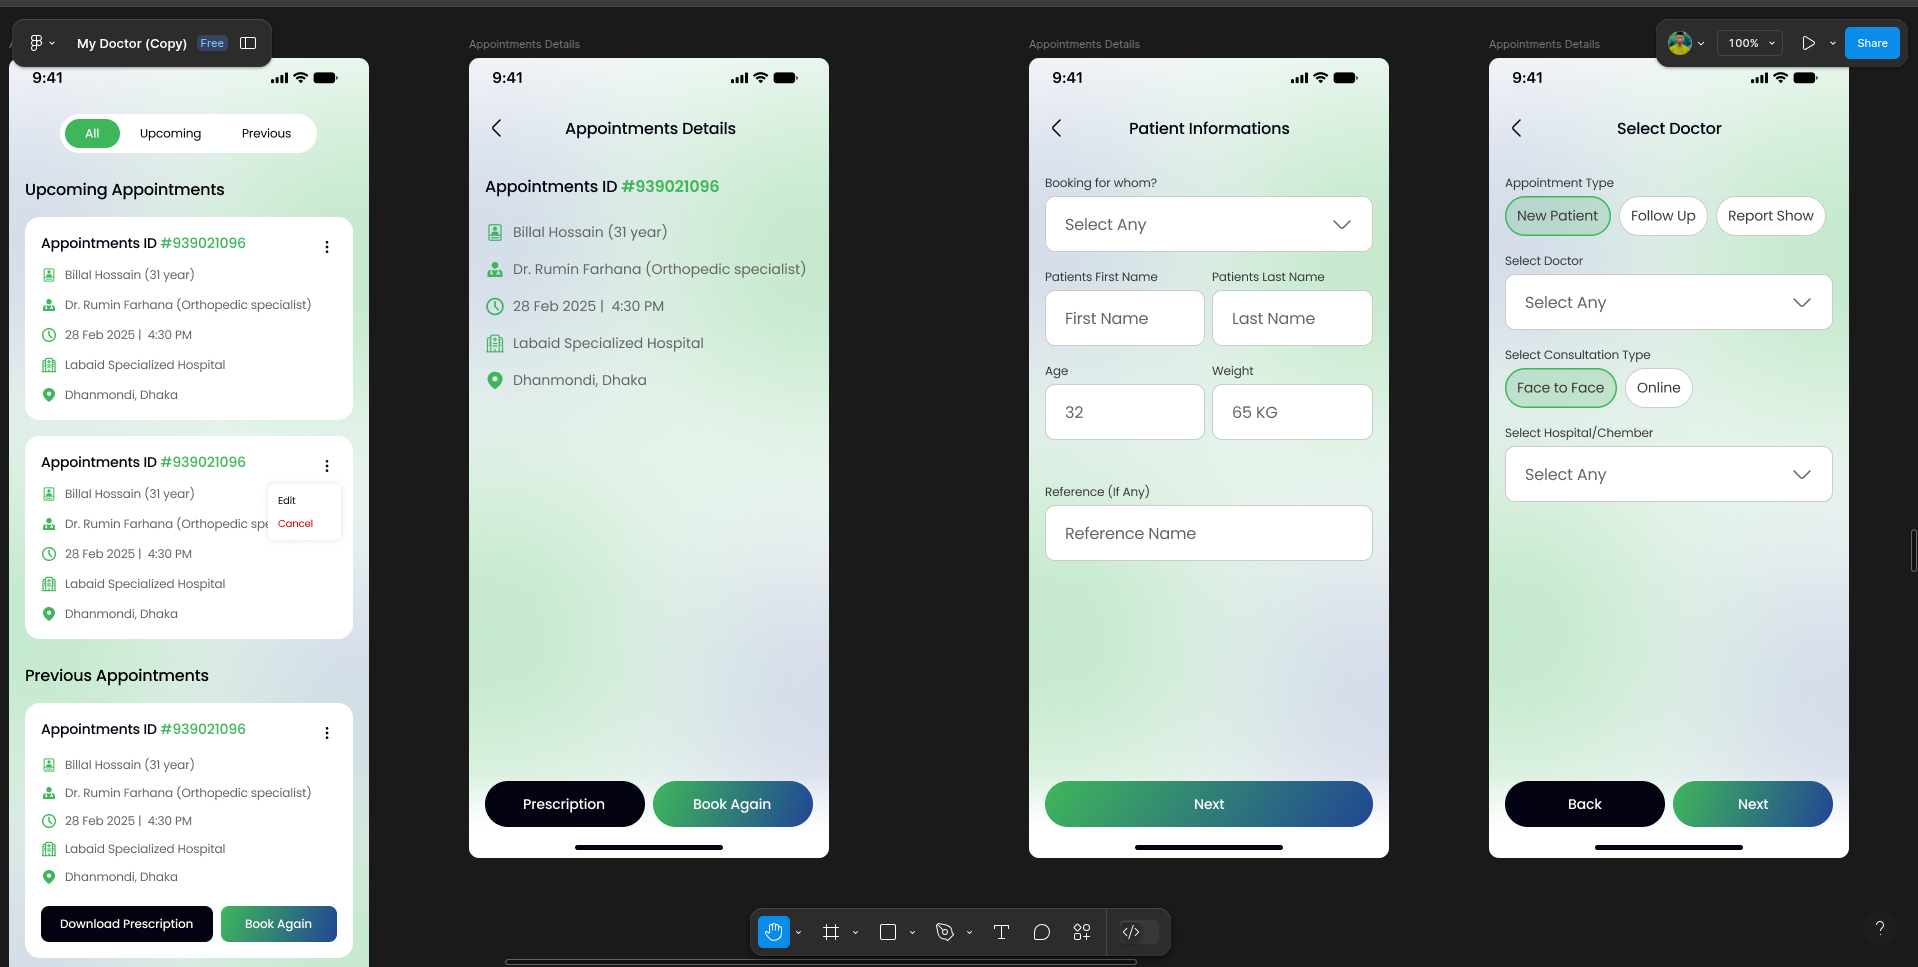 My Doctor (Copy) Free
100% Share
Appointments Details
Appointments Details
Appointments Details
9:41
All Upcoming Previous
Upcoming Appointments
Appointments ID #939021096
Billal Hossain (31 year)
Dr. Rumin Farhana (Orthopedic specialist)
28 Feb 2025 | 4:30 PM
Labaid Specialized Hospital
Dhanmondi, Dhaka
Appointments ID #939021096
Billal Hossain (31 year)
Edit
Dr. Rumin Farhana (Orthopedic spe
Cancel
28 Feb 2025 | 4:30 PM
Labaid Specialized Hospital
Dhanmondi, Dhaka
Previous Appointments
Appointments ID #939021096
Billal Hossain (31 year)
Dr. Rumin Farhana (Orthopedic specialist)
28 Feb 2025 | 4:30 PM
Labaid Specialized Hospital
Dhanmondi, Dhaka
Download Prescription Book Again
9:41
Appointments Details
Appointments ID #939021096
Billal Hossain (31 year)
Dr. Rumin Farhana (Orthopedic specialist)
28 Feb 2025 | 4:30 PM
Labaid Specialized Hospital
Dhanmondi, Dhaka
Prescription Book Again
9:41
Patient Informations
Booking for whom?
Select Any
Patients First Name Patients Last Name
First Name Last Name
Age Weight
32 65 KG
Reference (If Any)
Reference Name
Next
9:41
Select Doctor
Appointment Type
New Patient Follow Up Report Show
Select Doctor
Select Any
Select Consultation Type
Face to Face Online
Select Hospital/Chember
Select Any
Back Next
?